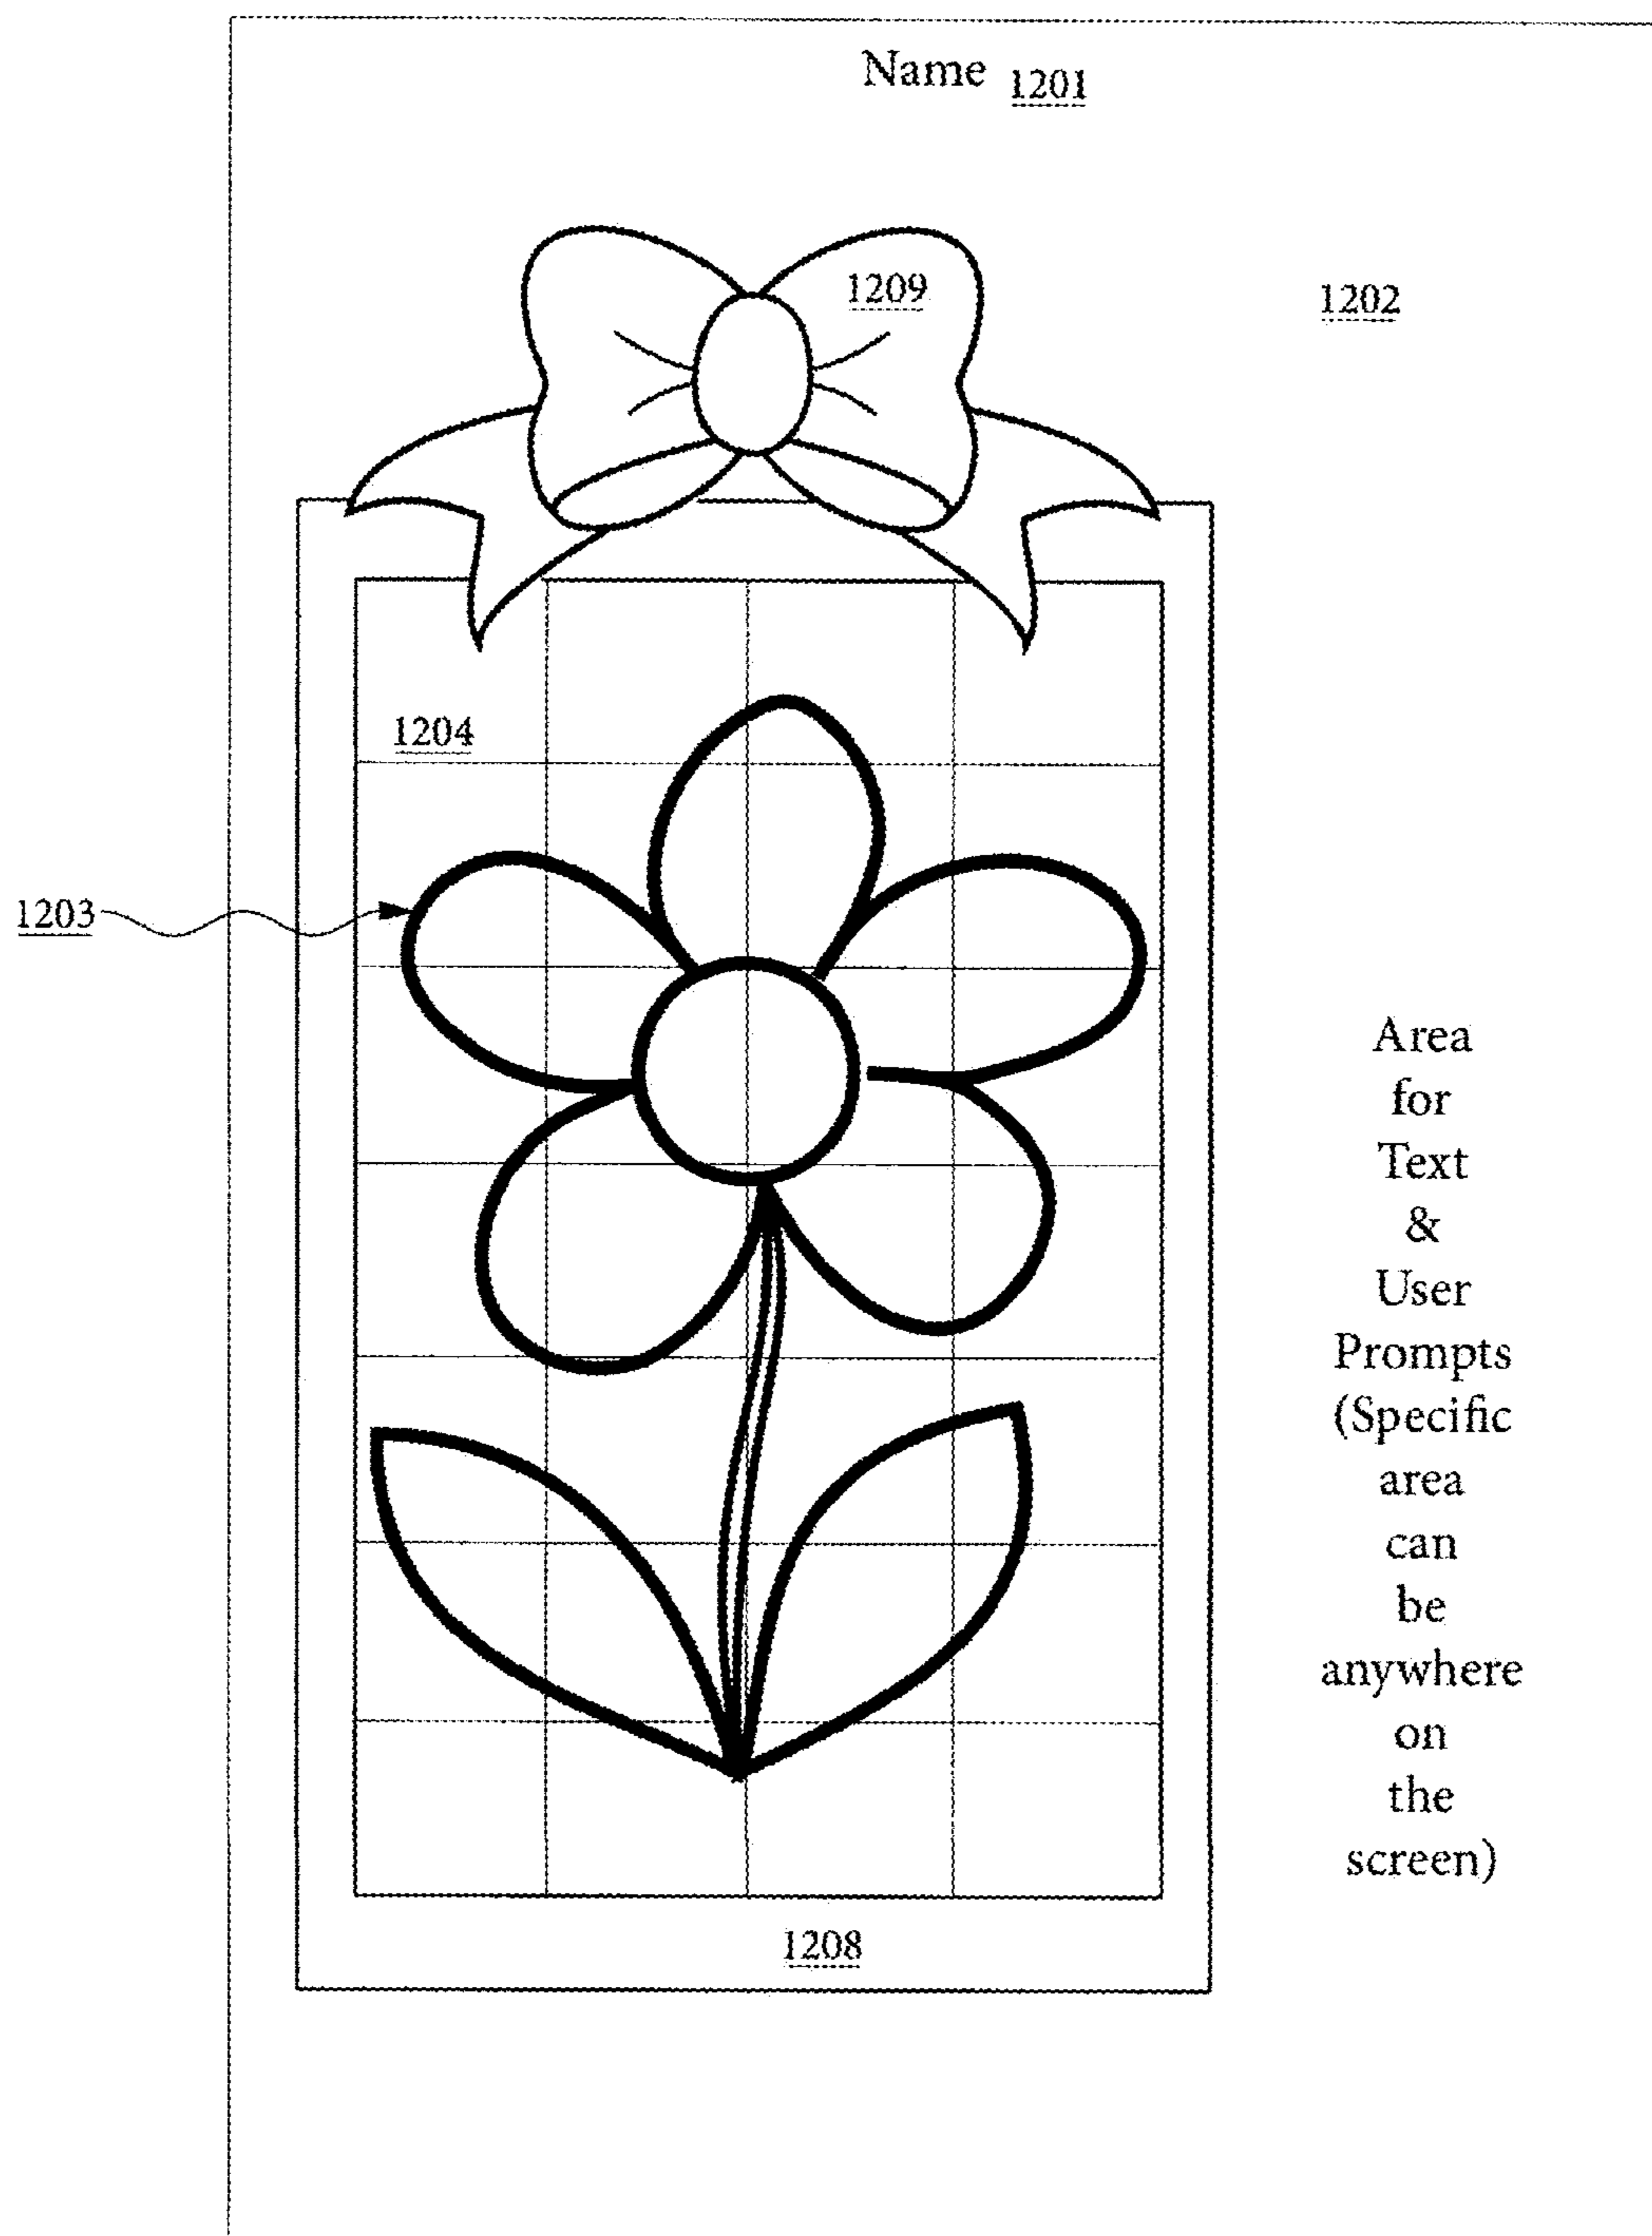 Name 1201
1209
1202
1204
1203
Area
for
Text
&
User
Prompts
(Specific
area
can
be
anywhere
on
the
screen)
1208